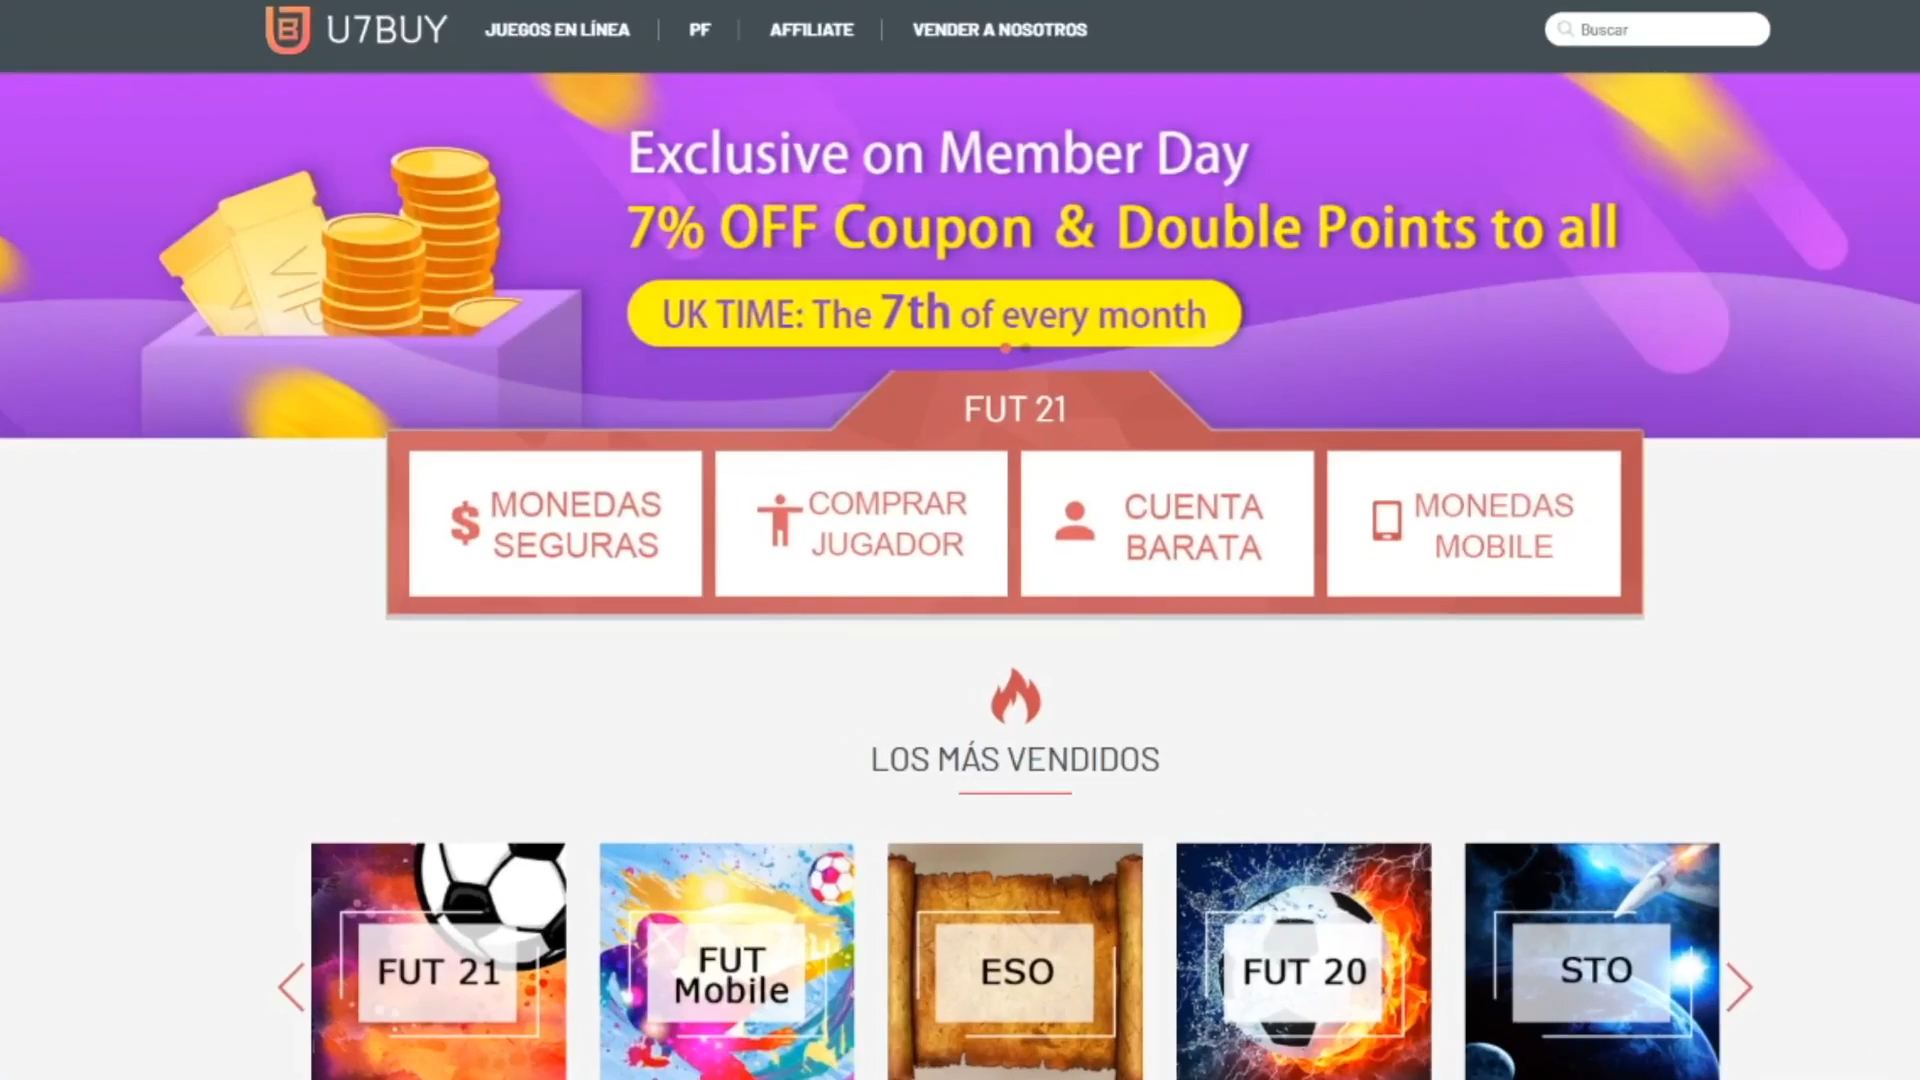 U7BUY
JUEGOS EN LÍNEA
PF
AFFILIATE
VENDER A NOSOTROS
Buscar
Exclusive on Member Day
7% OFF Coupon & Double Points to all
UK TIME: The 7th of every month
VIP
FUT 21
MONEDAS
SEGURAS
COMPRAR
JUGADOR
CUENTA
BARATA
MONEDAS
MOBILE
LOS MÁS VENDIDOS
FUT 21
FUT
Mobile
ESO
FUT 20
STO